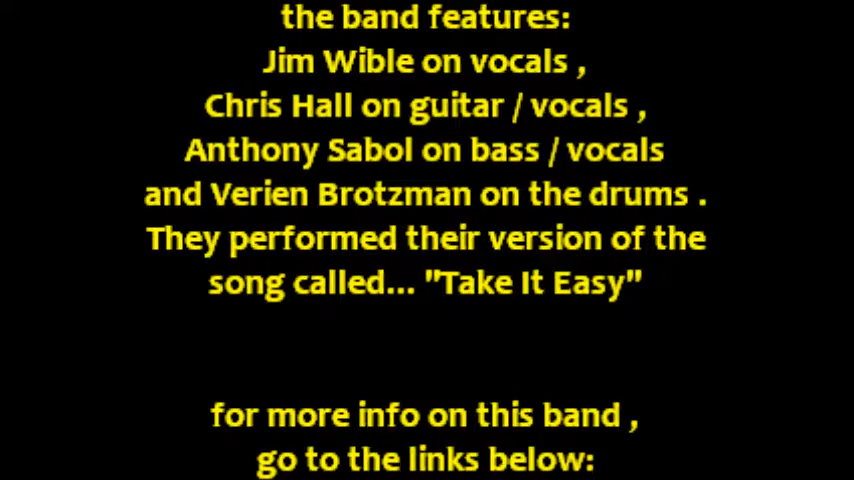 the band features:
Jim Wible on vocals ,
Chris Hall on guitar / vocals ,
Anthony Sabol on bass / vocals
and Verien Brotzman on the drums .
They performed their version of the
song called... "Take It Easy"
for more info on this band ,
go to the links below: